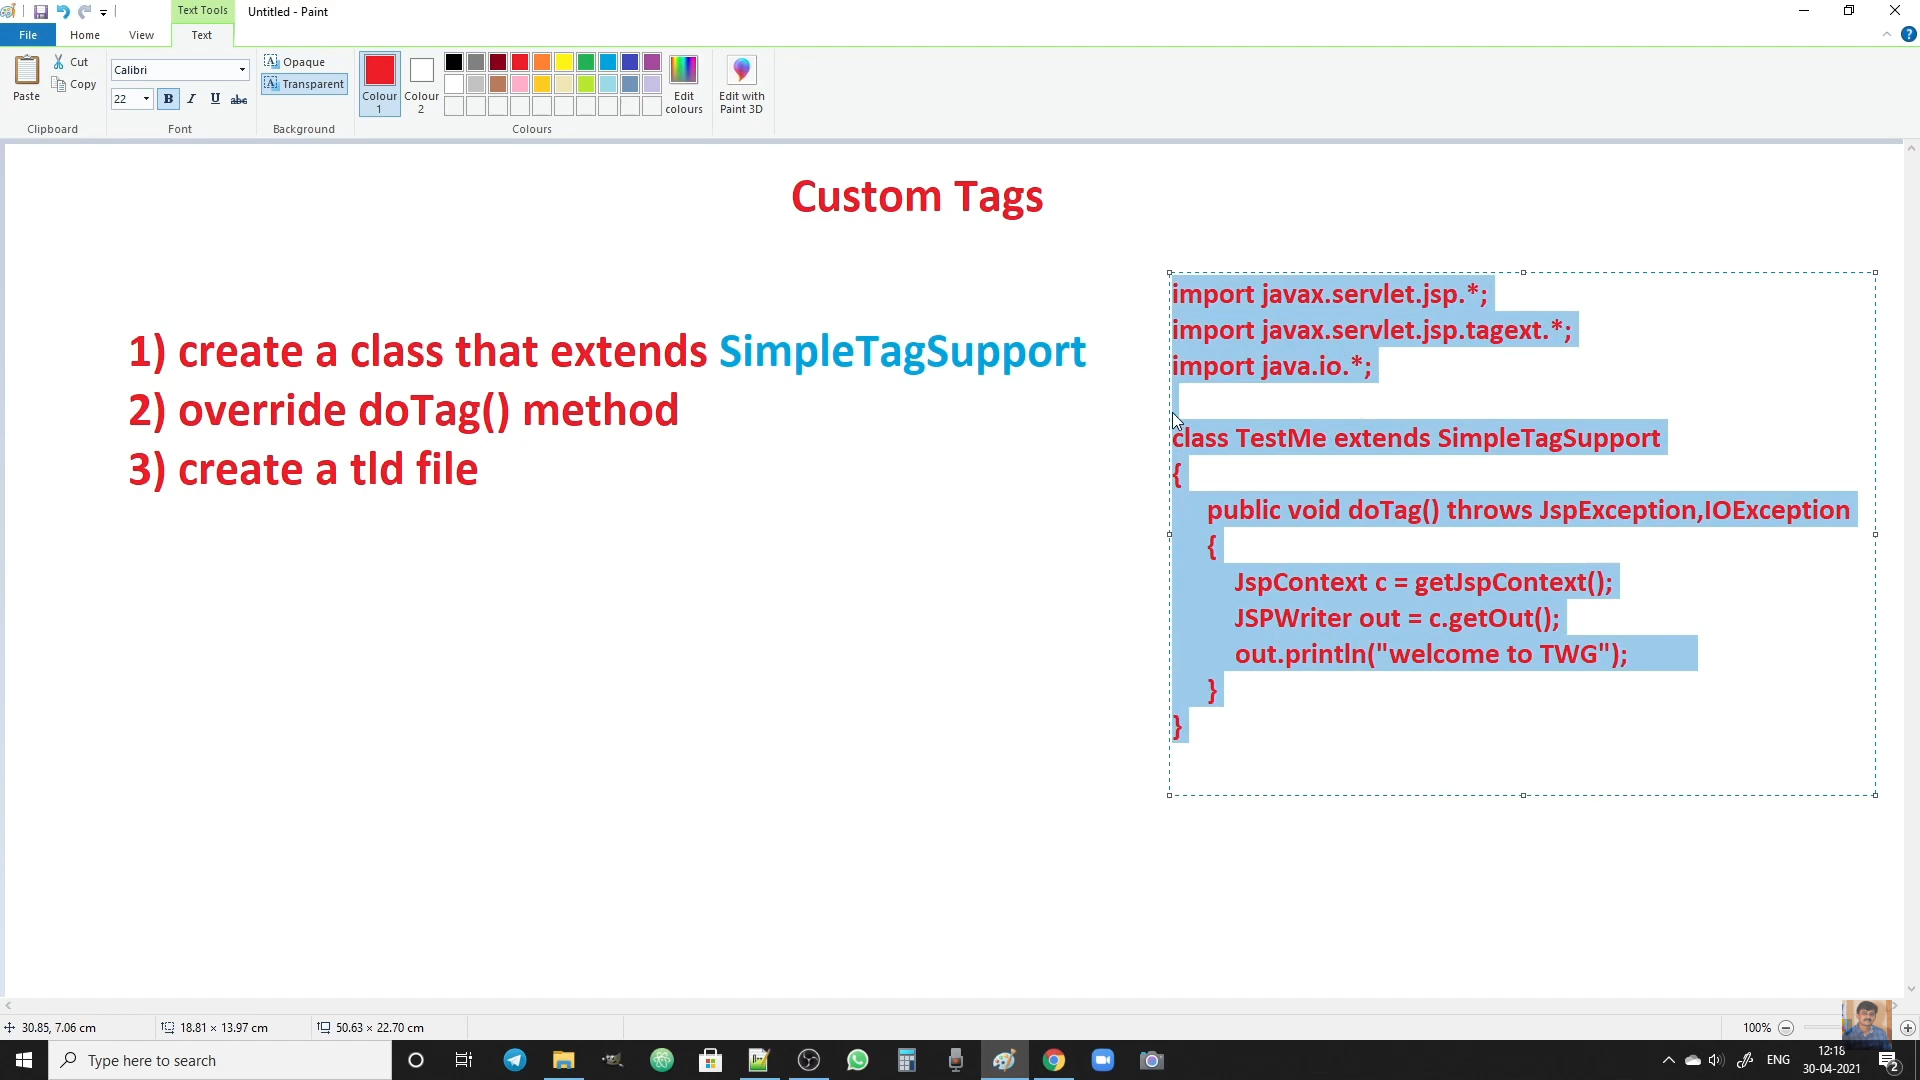 Text Tools
Untitled - Paint
File
Home
View
Text
Paste
Cut
Copy
Clipboard
Calibri
22
B
I
U
abc
Font
Opaque
Transparent
Background
Colour 1
Colour 2
Edit colours
Colours
Edit with Paint 3D
Custom Tags
1) create a class that extends SimpleTagSupport
2) override doTag() method
3) create a tld file
import javax.servlet.jsp.*;
import javax.servlet.jsp.tagext.*;
import java.io.*;
class TestMe extends SimpleTagSupport
{
public void doTag() throws JspException,IOException
{
JspContext c = getJspContext();
JSPWriter out = c.getOut();
out.println("welcome to TWG");
}
}
30.85, 7.06 cm
18.81 × 13.97 cm
50.63 × 22.70 cm
100%
Type here to search
ENG
12:18
30-04-2021
2